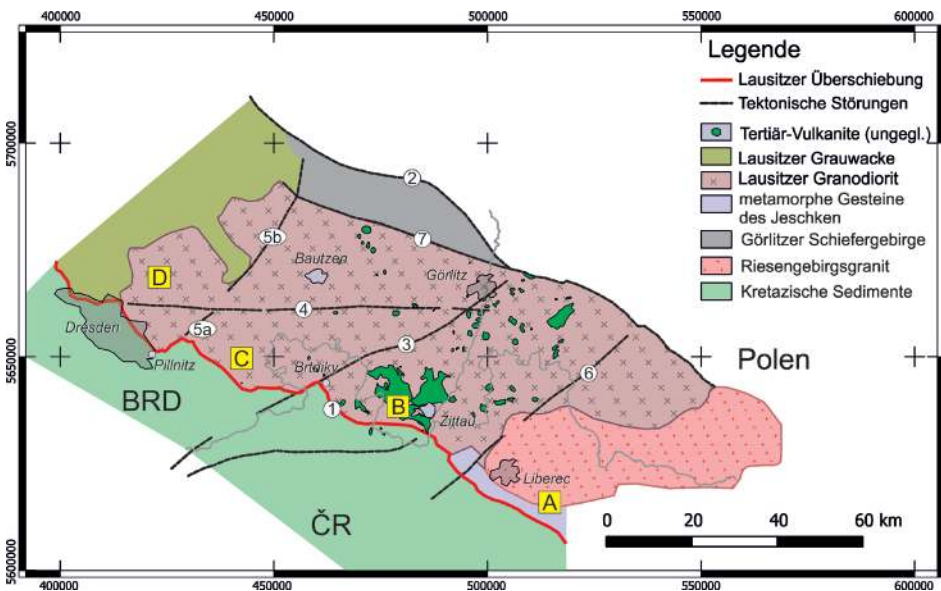 400000 450000 500000 550000 600000
Legende
Lausitzer Überschiebung
Tektonische Störungen
Tertiär-Vulkanite (ungegl.)
Lausitzer Grauwacke
Lausitzer Granodiorit
metamorphe Gesteine
des Jeschken
Görlitzer Schiefergebirge
Riesengebirgsgranit
Kretazische Sedimente
5700000
2
5b
7
Bautzen
Görlitz
D
4
Dresden
5a
3
Pillnitz
C
5650000
Polen
BRD
Brtníky
6
1
B
Zittau
Liberec
A
ČR
0 20 40 60 km
5600000
400000 450000 500000 550000 600000